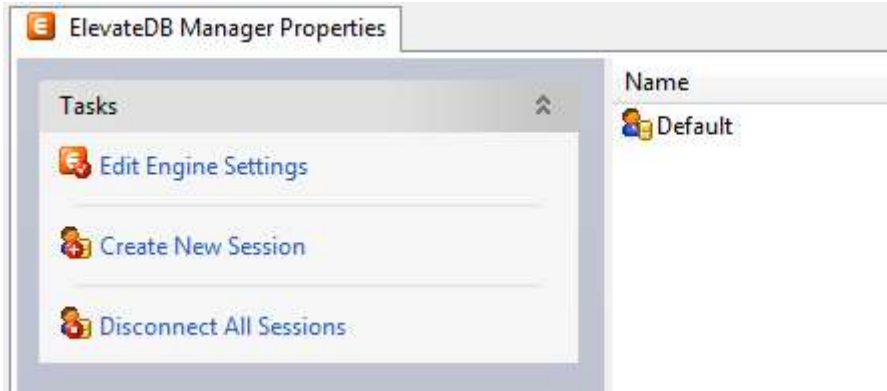 ElevateDB Manager Properties
Tasks
Edit Engine Settings
Create New Session
Disconnect All Sessions
Name
Default